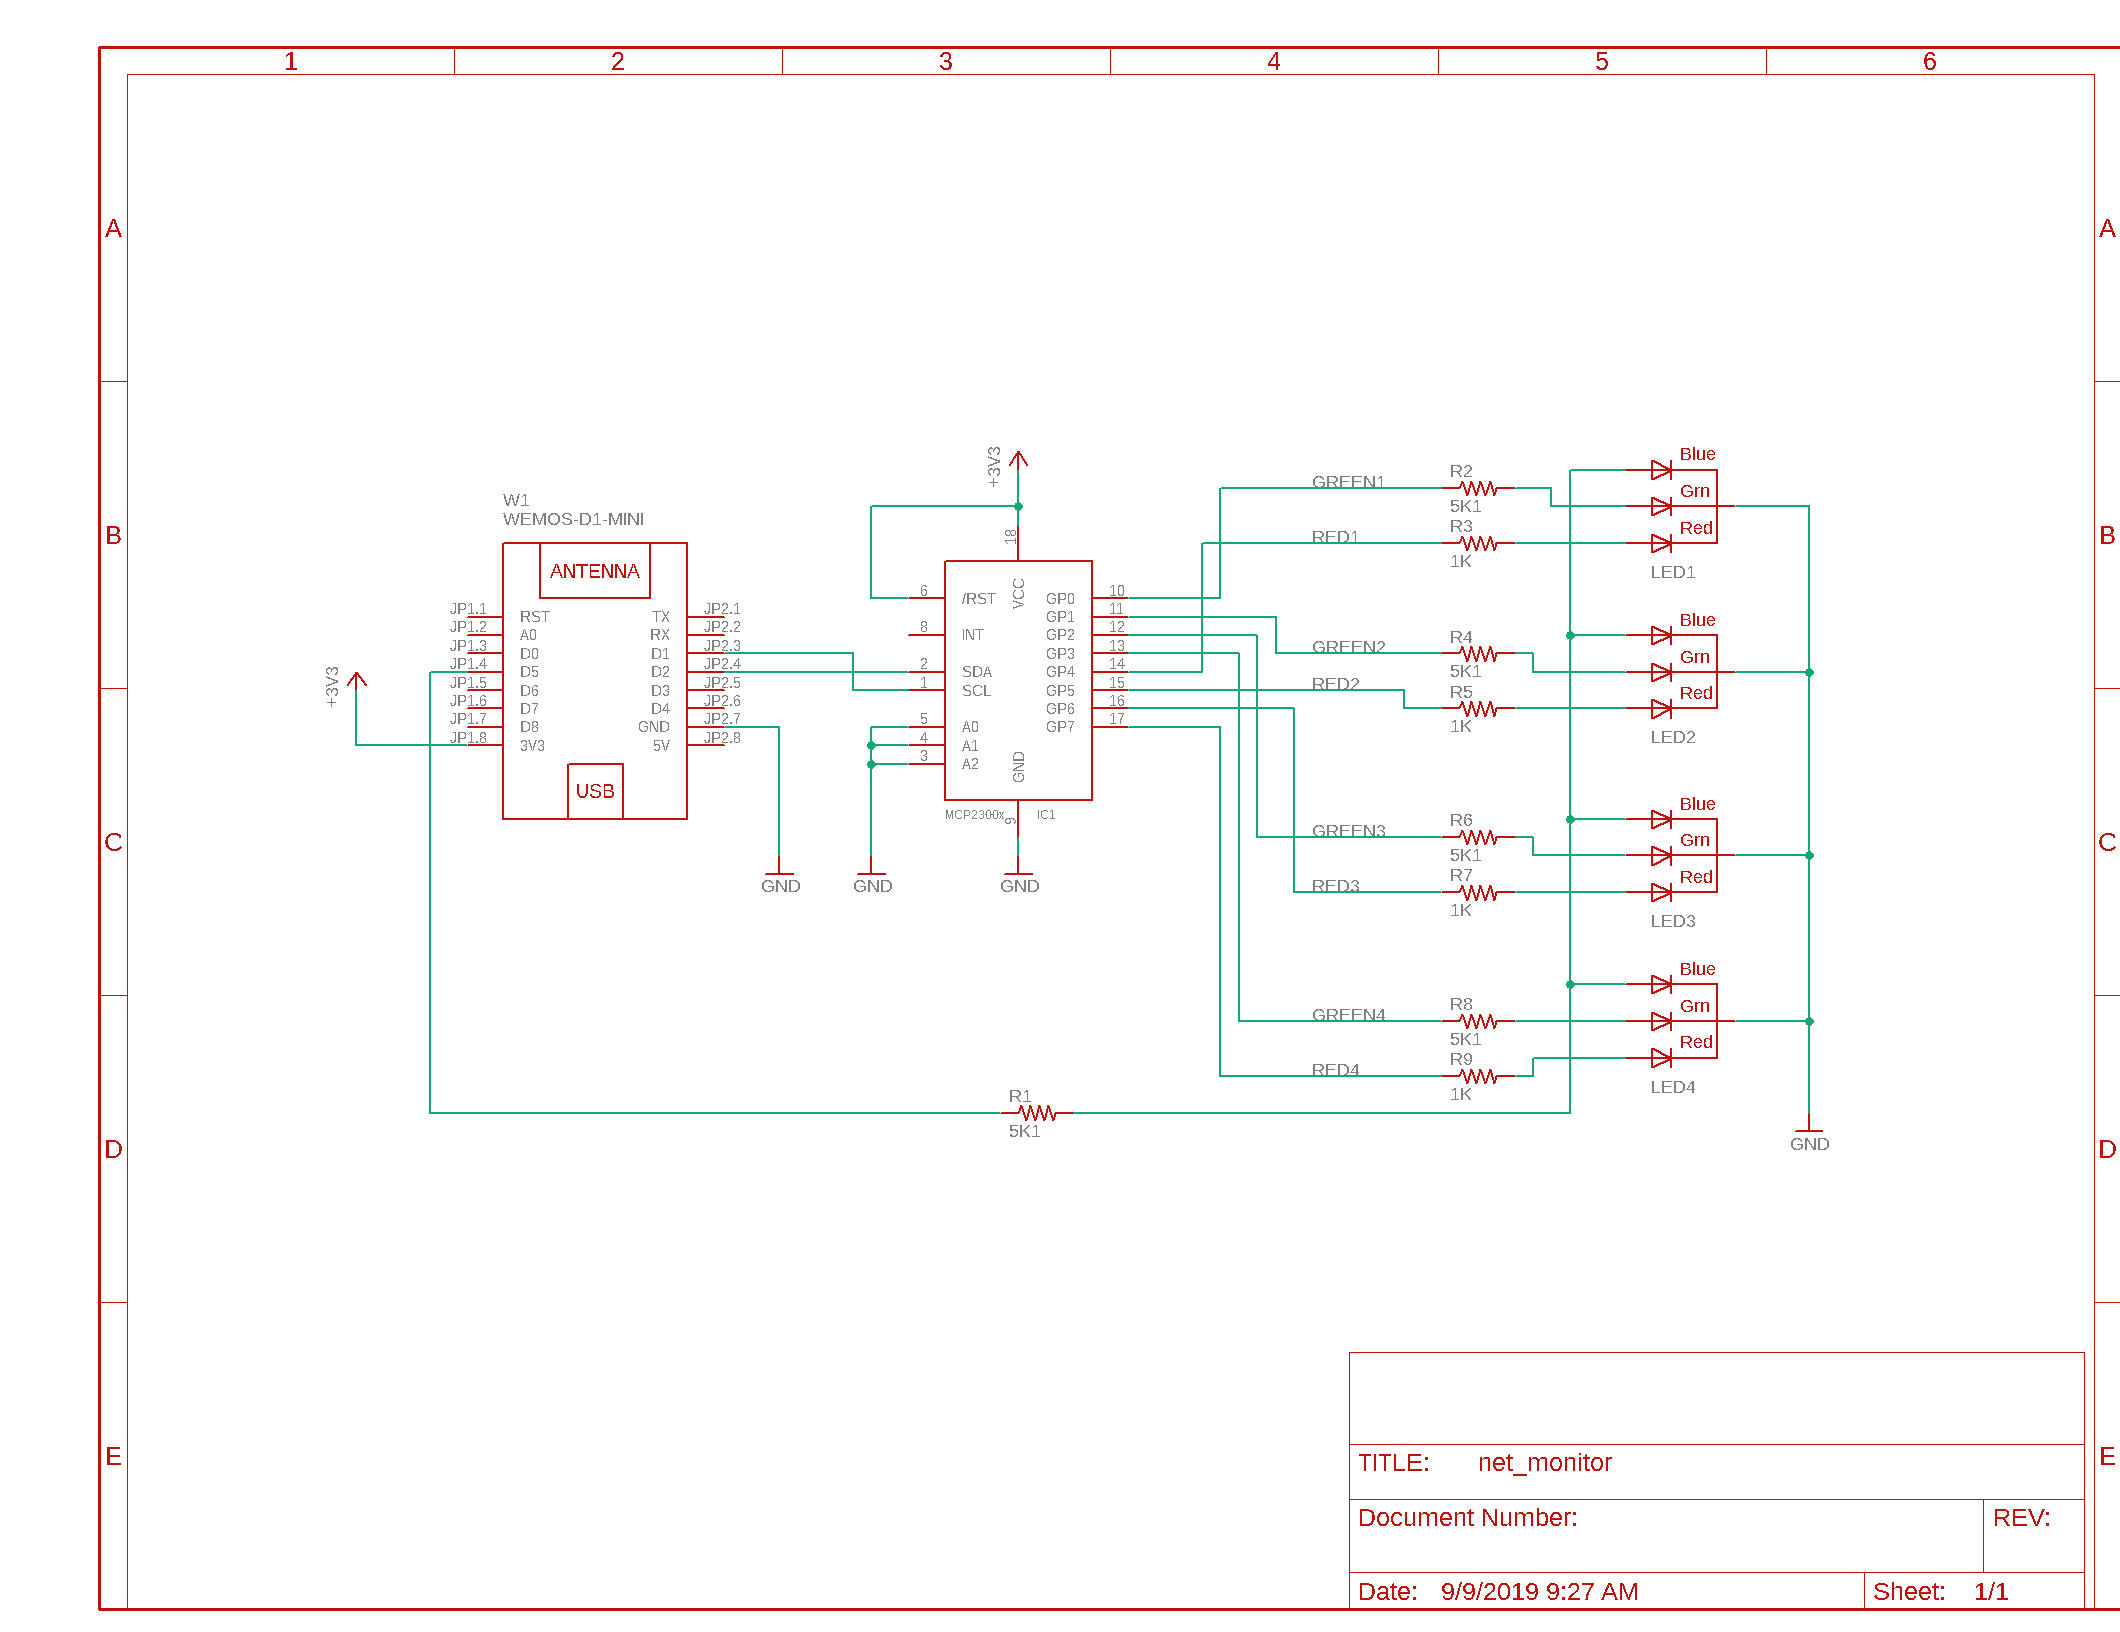 1 2 3 4 5 6
A A
B B
C C
D D
E E
W1
WEMOS-D1-MINI
ANTENNA
JP1.1 RST TX JP2.1
JP1.2 A0 RX JP2.2
JP1.3 D0 D1 JP2.3
JP1.4 D5 D2 JP2.4
JP1.5 D6 D3 JP2.5
JP1.6 D7 D4 JP2.6
JP1.7 D8 GND JP2.7
JP1.8 3V3 5V JP2.8
USB
+3V3
GND
GND
GND
+3V3
18
VCC
6 /RST GP0 10
GP1 11
8 INT GP2 12
GP3 13
2 SDA GP4 14
1 SCL GP5 15
GP6 16
5 A0 GP7 17
4 A1
3 A2
GND
9
MCP2300x IC1
GREEN1 R2
5K1
RED1 R3
1K
GREEN2 R4
5K1
RED2 R5
1K
GREEN3 R6
5K1
RED3 R7
1K
GREEN4 R8
5K1
RED4 R9
1K
R1
5K1
Blue
Grn
Red
LED1
Blue
Grn
Red
LED2
Blue
Grn
Red
LED3
Blue
Grn
Red
LED4
GND
TITLE: net_monitor
Document Number: REV:
Date: 9/9/2019 9:27 AM Sheet: 1/1